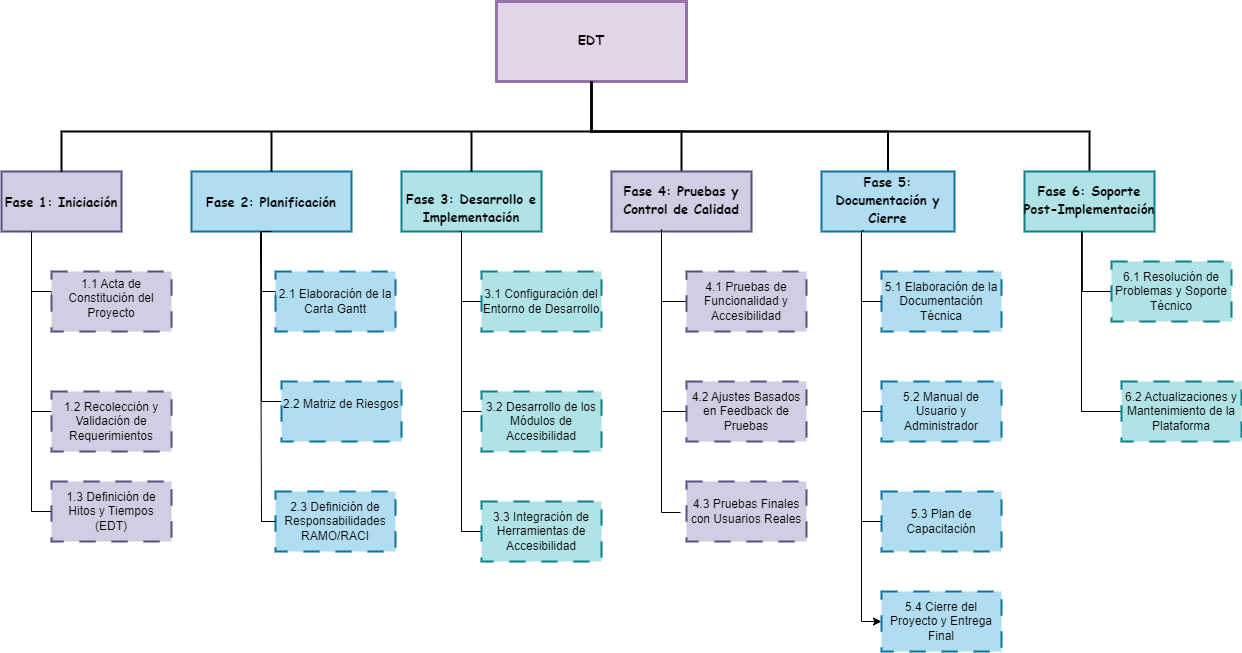 EDT
Fase 1: Iniciación
1.1 Acta de
Constitución del
Proyecto
1.2 Recolección y
Validación de
Requerimientos
1.3 Definición de
Hitos y Tiempos
(EDT)
Fase 2: Planificación
2.1 Elaboración de la
Carta Gantt
2.2 Matriz de Riesgos
2.3 Definición de
Responsabilidades
RAMO/RACI
Fase 3: Desarrollo e
Implementación
3.1 Configuración del
Entorno de Desarrollo
3.2 Desarrollo de los
Módulos de
Accesibilidad
3.3 Integración de
Herramientas de
Accesibilidad
Fase 4: Pruebas y
Control de Calidad
4.1 Pruebas de
Funcionalidad y
Accesibilidad
4.2 Ajustes Basados
en Feedback de
Pruebas
4.3 Pruebas Finales
con Usuarios Reales
Fase 5:
Documentación y
Cierre
5.1 Elaboración de la
Documentación
Técnica
5.2 Manual de
Usuario y
Administrador
5.3 Plan de
Capacitación
5.4 Cierre del
Proyecto y Entrega
Final
Fase 6: Soporte
Post-Implementación
6.1 Resolución de
Problemas y Soporte
Técnico
6.2 Actualizaciones y
Mantenimiento de la
Plataforma